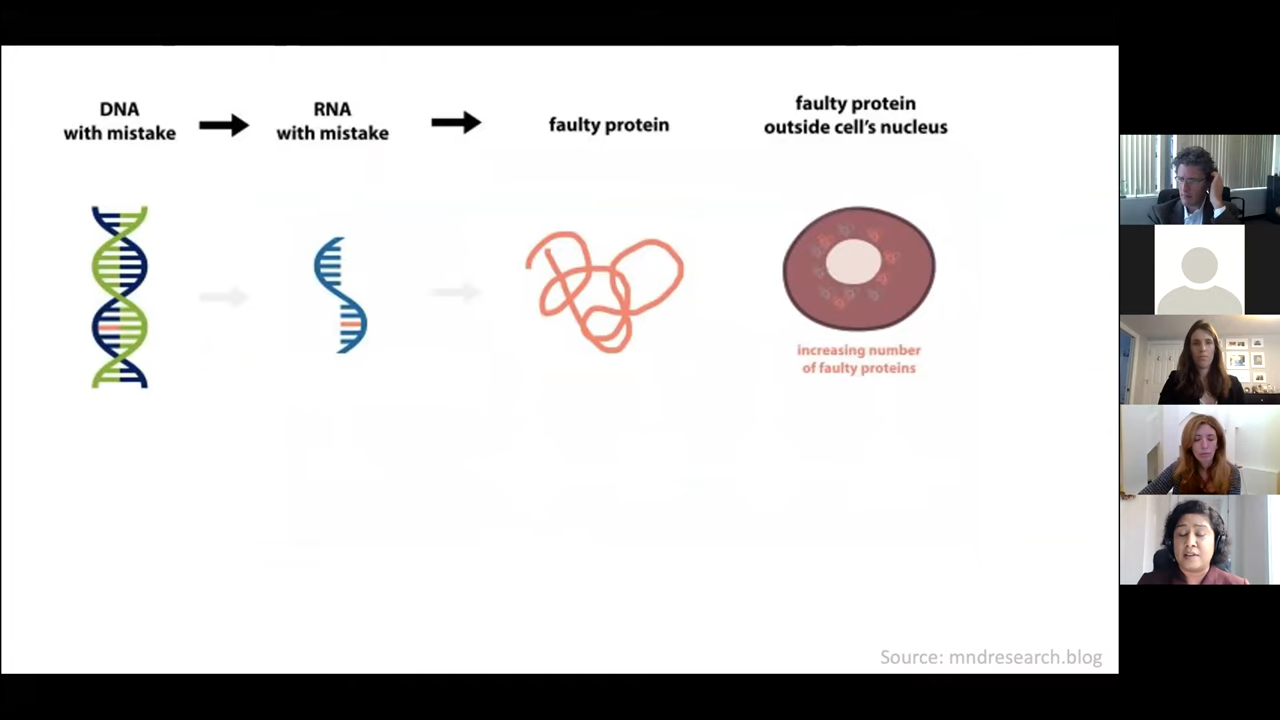 DNA
with mistake
RNA
with mistake
faulty protein
faulty protein
outside cell's nucleus
increasing number
of faulty proteins
Source: mndresearch.blog